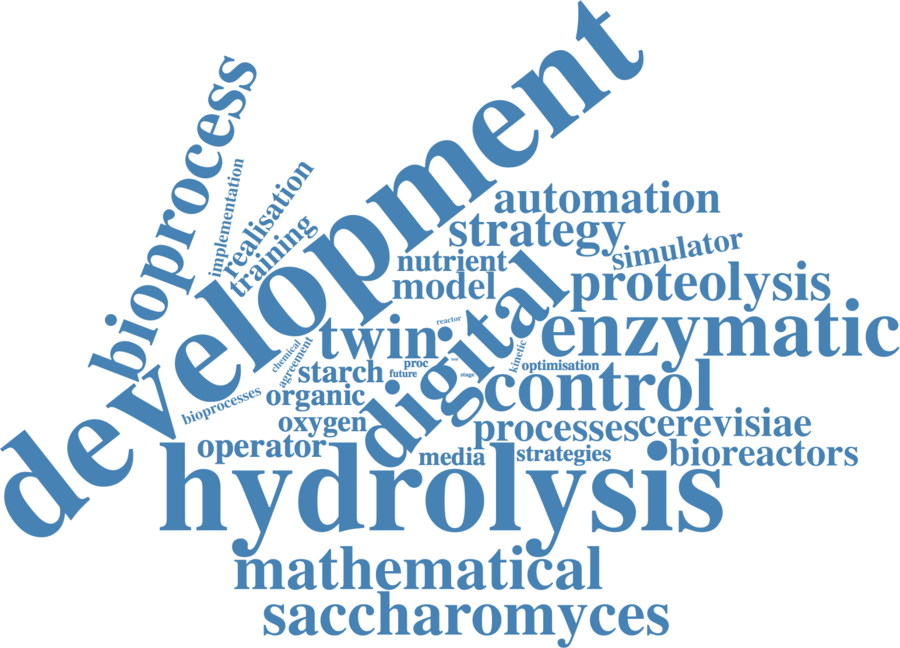 development
bioprocess
implementation
realisation
training
automation
strategy
simulator
nutrient
model
proteolysis
digital
twin
enzymatic
reactor
kinetic
chemical
agreement
starch
proc
future
stage
optimisation
control
organic
bioprocesses
oxygen
processes
cerevisiae
operator
media
strategies
bioreactors
hydrolysis
mathematical
saccharomyces